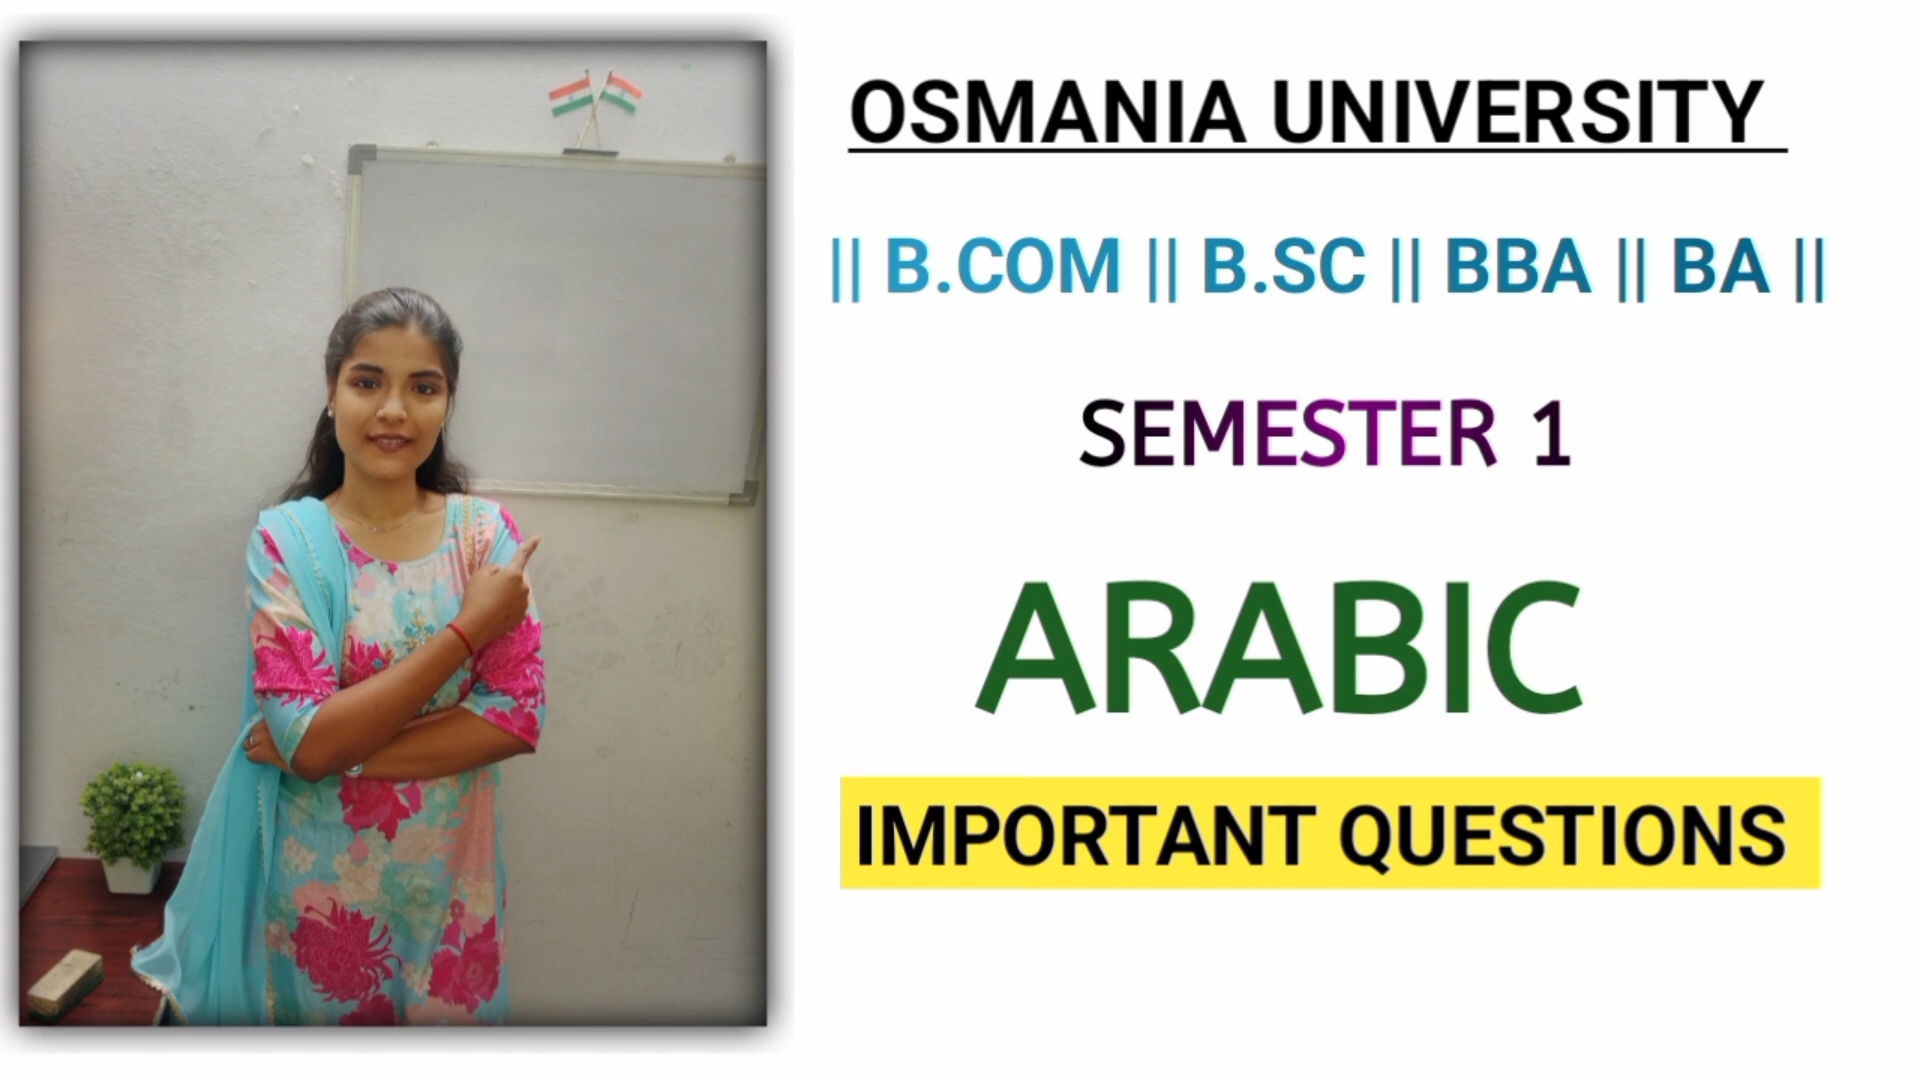 OSMANIA UNIVERSITY
|| B.COM || B.SC || BBA || BA ||
SEMESTER 1
ARABIC
IMPORTANT QUESTIONS